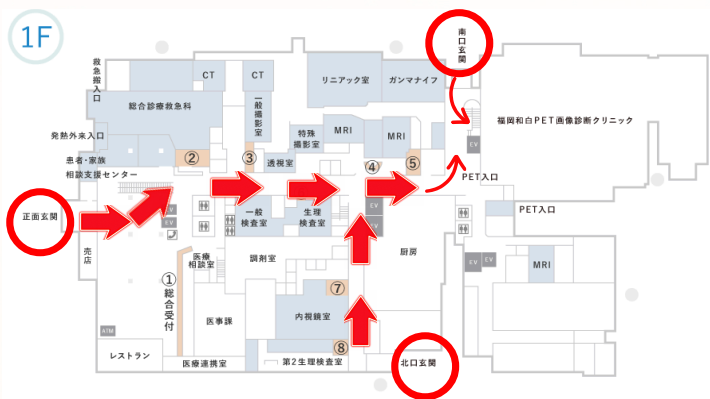 1F
南口玄関
救急搬入口
CT
CT
リニアック室
ガンマナイフ
総合診療救急科
一般撮影室
特殊
撮影室
MRI
MRI
福岡和白PET画像診断クリニック
発熱外来入口
EV
患者・家族
相談支援センター
②
③
透視室
④
⑤
PET入口
正面玄関
EV
EV
一般
検査室
生理
検査室
EV
EV
PET入口
売店
医療
相談室
調剤室
厨房
EV
EV
MRI
①総合受付
⑦
医事課
内視鏡室
ATM
⑧
レストラン
医療連携室
第2生理検査室
北口玄関